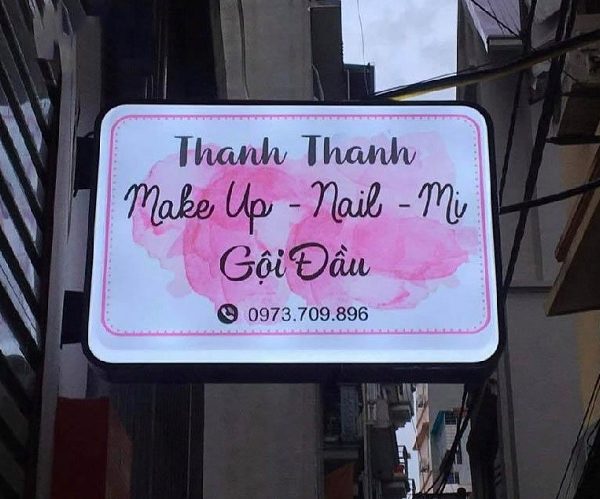 Thanh Thanh
Make Up - Nail - Mi
Gội Đầu
0973.709.896